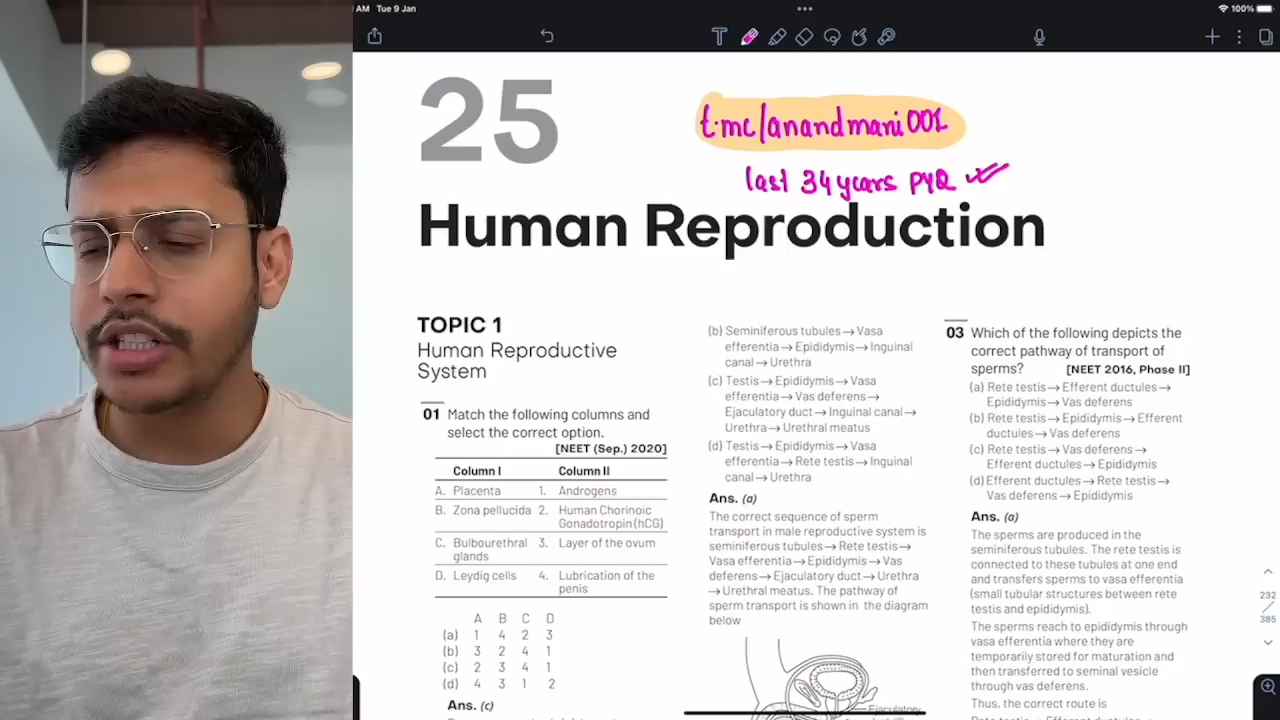 AM Tue 9 Jan
100%
25
t.me/anandmani001
last 34 years PYQ
Human Reproduction
TOPIC 1
Human Reproductive
System
01 Match the following columns and
select the correct option.
[NEET (Sep.) 2020]
Column I Column II
A. Placenta 1. Androgens
B. Zona pellucida 2. Human Chorinoic
Gonadotropin (hCG)
C. Bulbourethral 3. Layer of the ovum
glands
D. Leydig cells 4. Lubrication of the
penis
A B C D
(a) 1 4 2 3
(b) 3 2 4 1
(c) 2 3 4 1
(d) 4 3 1 2
Ans. (c)
(b) Seminiferous tubules → Vasa
efferentia → Epididymis → Inguinal
canal → Urethra
(c) Testis → Epididymis → Vasa
efferentia → Vas deferens →
Ejaculatory duct → Inguinal canal →
Urethra → Urethral meatus
(d) Testis → Epididymis → Vasa
efferentia → Rete testis → Inguinal
canal → Urethra
Ans. (a)
The correct sequence of sperm
transport in male reproductive system is
seminiferous tubules → Rete testis →
Vasa efferentia → Epididymis → Vas
deferens → Ejaculatory duct → Urethra
→ Urethral meatus. The pathway of
sperm transport is shown in the diagram
below
Ejaculatory
03 Which of the following depicts the
correct pathway of transport of
sperms? [NEET 2016, Phase II]
(a) Rete testis → Efferent ductules →
Epididymis → Vas deferens
(b) Rete testis → Epididymis → Efferent
ductules → Vas deferens
(c) Rete testis → Vas deferens →
Efferent ductules → Epididymis
(d) Efferent ductules → Rete testis →
Vas deferens → Epididymis
Ans. (a)
The sperms are produced in the
seminiferous tubules. The rete testis is
connected to these tubules at one end
and transfers sperms to vasa efferentia
(small tubular structures between rete
testis and epididymis).
The sperms reach to epididymis through
vasa efferentia where they are
temporarily stored for maturation and
then transferred to seminal vesicle
through vas deferens.
Thus, the correct route is
232
385